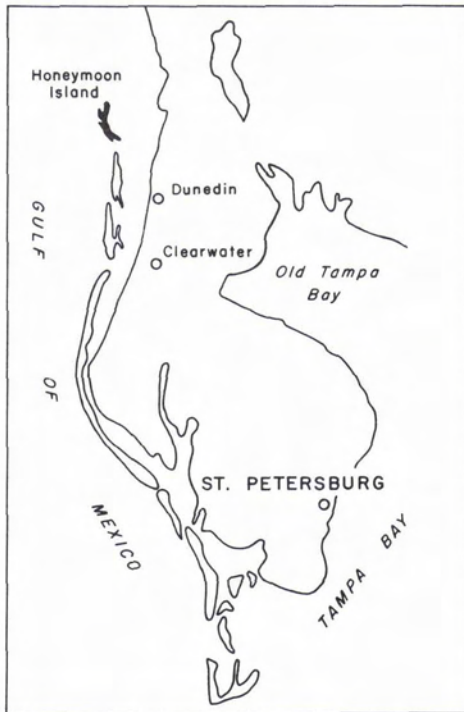 Honeymoon
Island
Dunedin
GULF
Clearwater
Old Tampa
Bay
OF
ST. PETERSBURG
MEXICO
TAMPA BAY